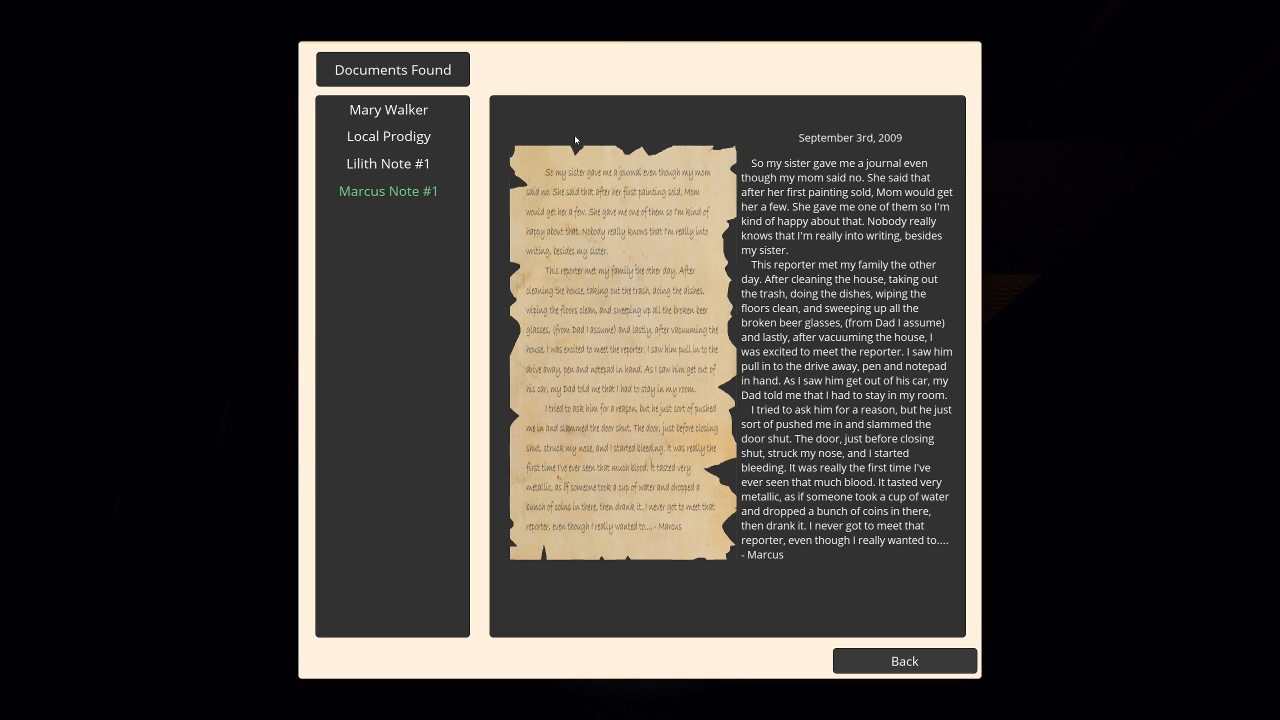 Documents Found
Mary Walker
Local Prodigy
Lilith Note #1
Marcus Note #1
So my sister gave me a journal even though my mom
said no. She said that after her first painting sold, Mom
would get her a few. She gave me one of them so I'm kind of
happy about that. Nobody really knows that I'm really into
writing, besides my sister.
This reporter met my family the other day. After
cleaning the house, taking out the trash, doing the dishes,
wiping the floors clean, and sweeping up all the broken beer
glasses, (from Dad I assume) and lastly, after vacuuming the
house, I was excited to meet the reporter. I saw him pull in to the
drive away, pen and notepad in hand. As I saw him get out of
his car, my Dad told me that I had to stay in my room.
I tried to ask him for a reason, but he just sort of pushed
me in and slammed the door shut. The door, just before closing
shut, struck my nose, and I started bleeding. It was really the
first time I've ever seen that much blood. It tasted very
metallic, as if someone took a cup of water and dropped a
bunch of coins in there, then drank it. I never got to meet that
reporter, even though I really wanted to.... - Marcus
September 3rd, 2009
So my sister gave me a journal even
though my mom said no. She said that
after her first painting sold, Mom would get
her a few. She gave me one of them so I'm
kind of happy about that. Nobody really
knows that I'm really into writing, besides
my sister.
This reporter met my family the other
day. After cleaning the house, taking out
the trash, doing the dishes, wiping the
floors clean, and sweeping up all the
broken beer glasses, (from Dad I assume)
and lastly, after vacuuming the house, I
was excited to meet the reporter. I saw him
pull in to the drive away, pen and notepad
in hand. As I saw him get out of his car, my
Dad told me that I had to stay in my room.
I tried to ask him for a reason, but he just
sort of pushed me in and slammed the
door shut. The door, just before closing
shut, struck my nose, and I started
bleeding. It was really the first time I've
ever seen that much blood. It tasted very
metallic, as if someone took a cup of water
and dropped a bunch of coins in there,
then drank it. I never got to meet that
reporter, even though I really wanted to....
- Marcus
Back